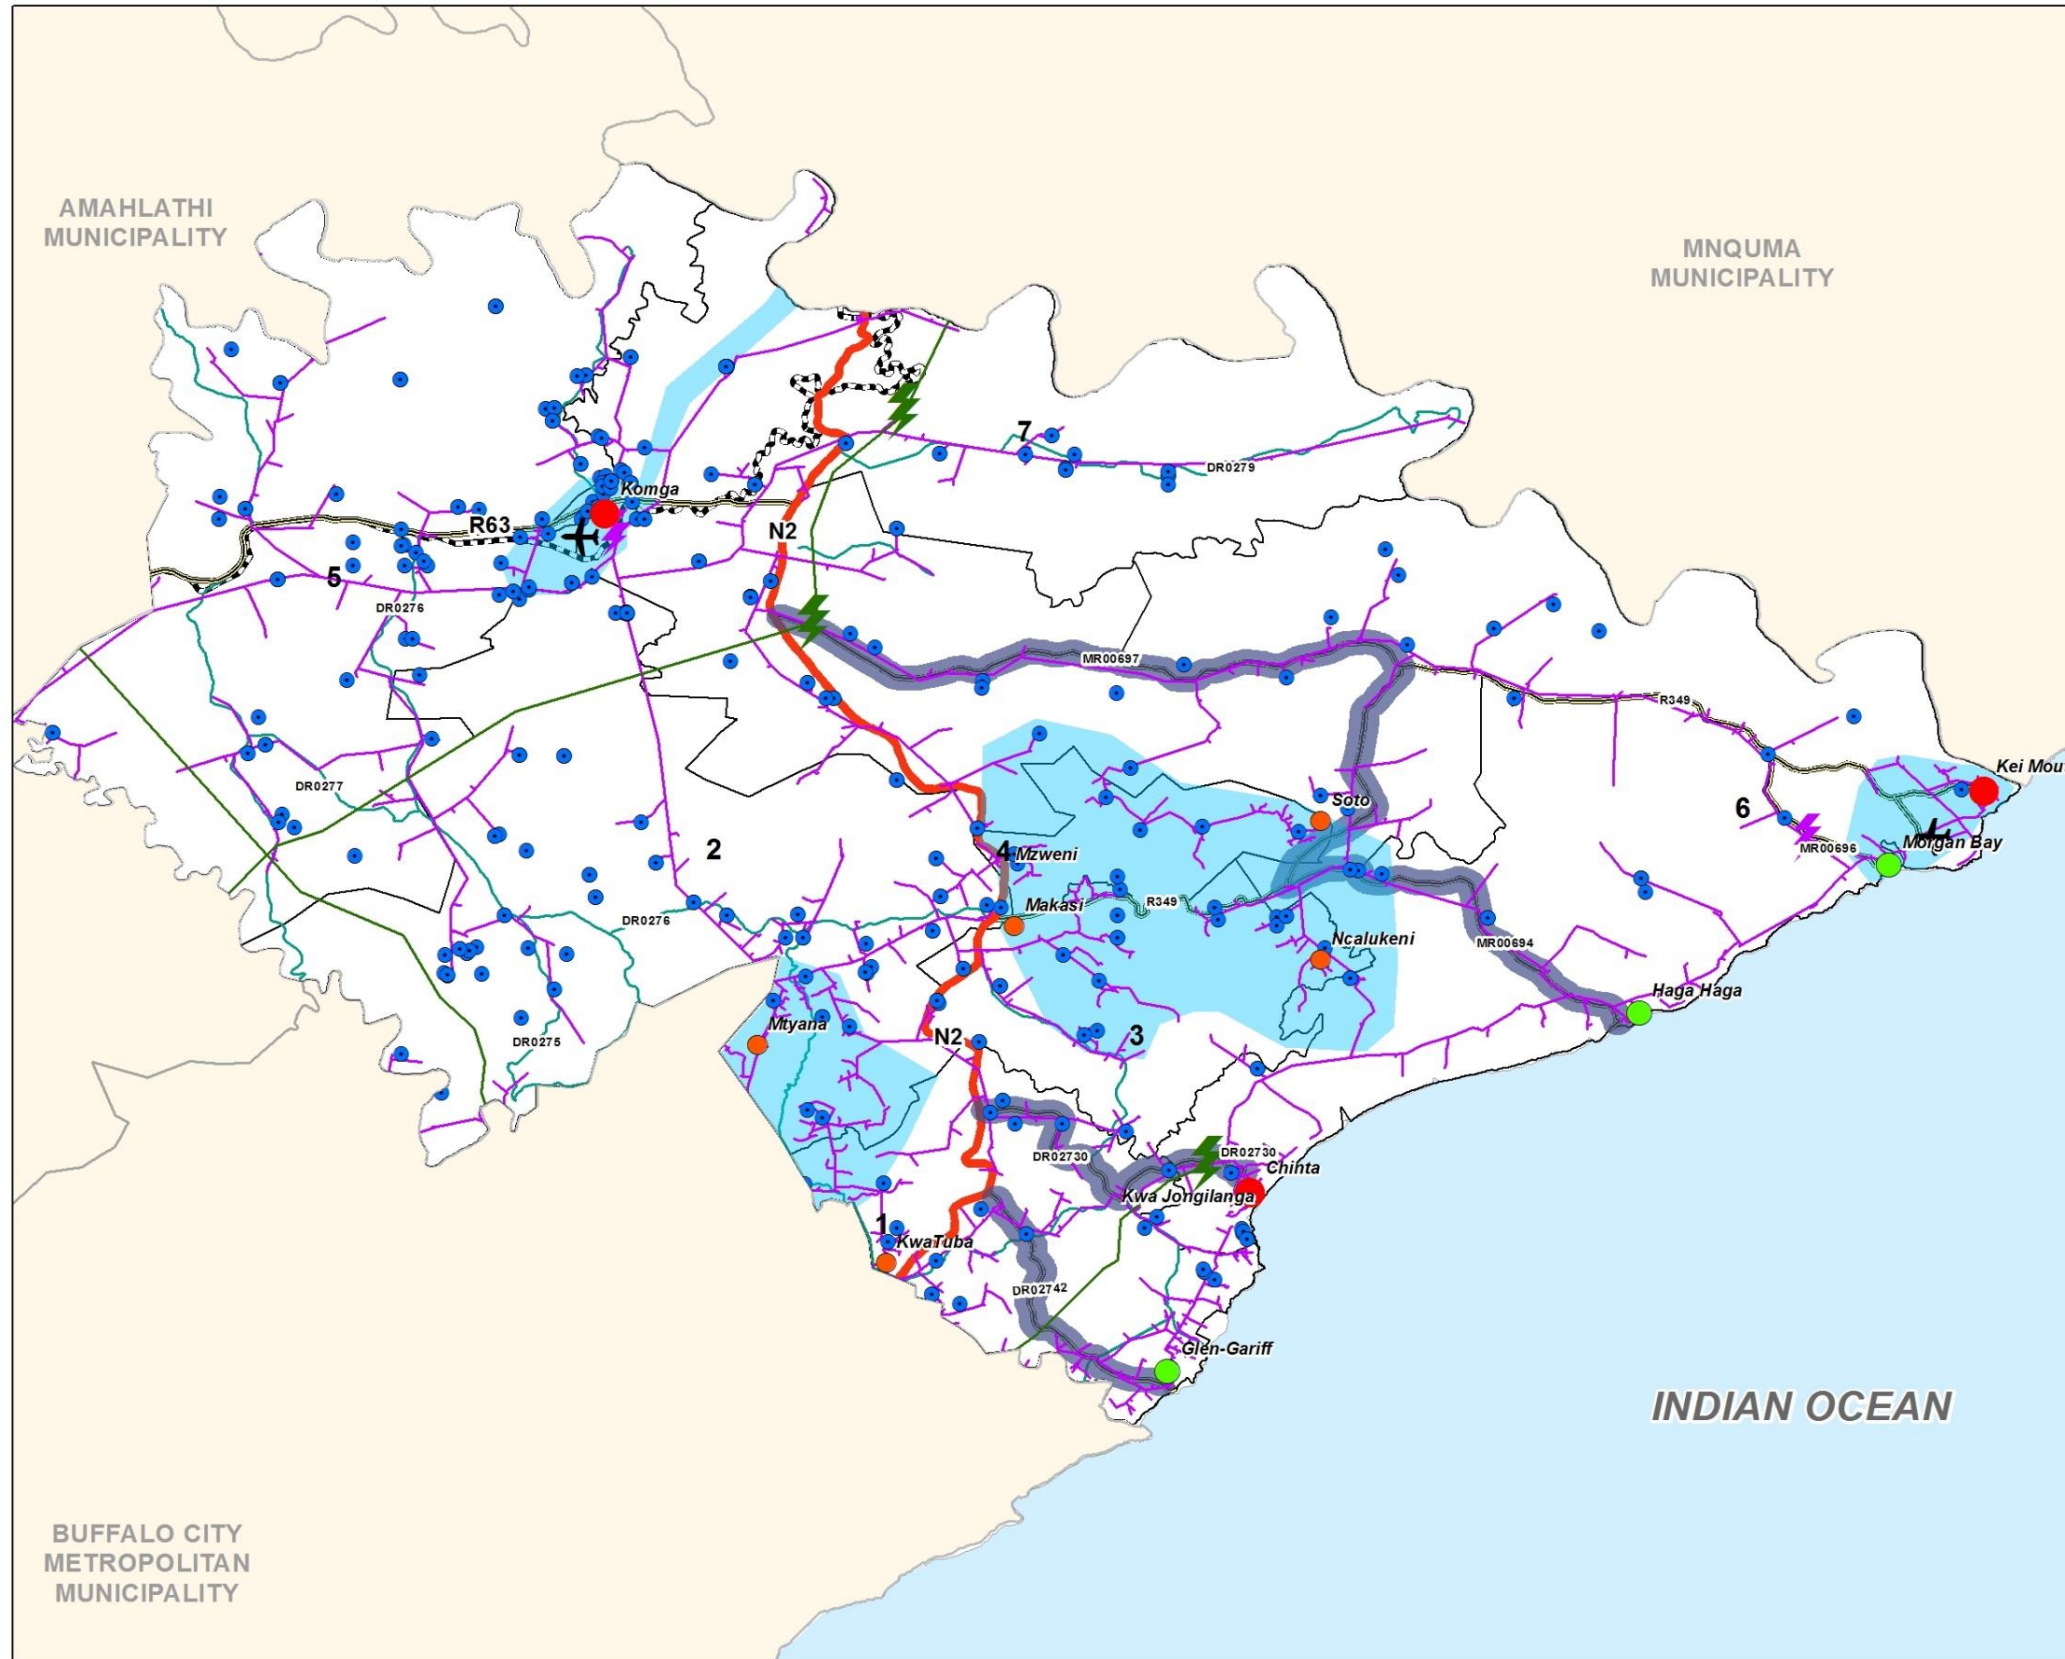 AMAHLATHI
MUNICIPALITY
MNQUMA
MUNICIPALITY
7
DR0279
Komga
R63
N2
5
DR0276
MR00697
R349
Kei Mou
DR0277
Soto
6
2
4
Mzweni
MR00696
Morgan Bay
Makasi
R349
DR0276
Ncalukeni
MR00694
Haga Haga
Mtyana
DR0275
N2
3
DR02730
DR02730
Chinta
Kwa Jongilanga
1
KwaTuba
DR02742
Glen-Gariff
INDIAN OCEAN
BUFFALO CITY
METROPOLITAN
MUNICIPALITY